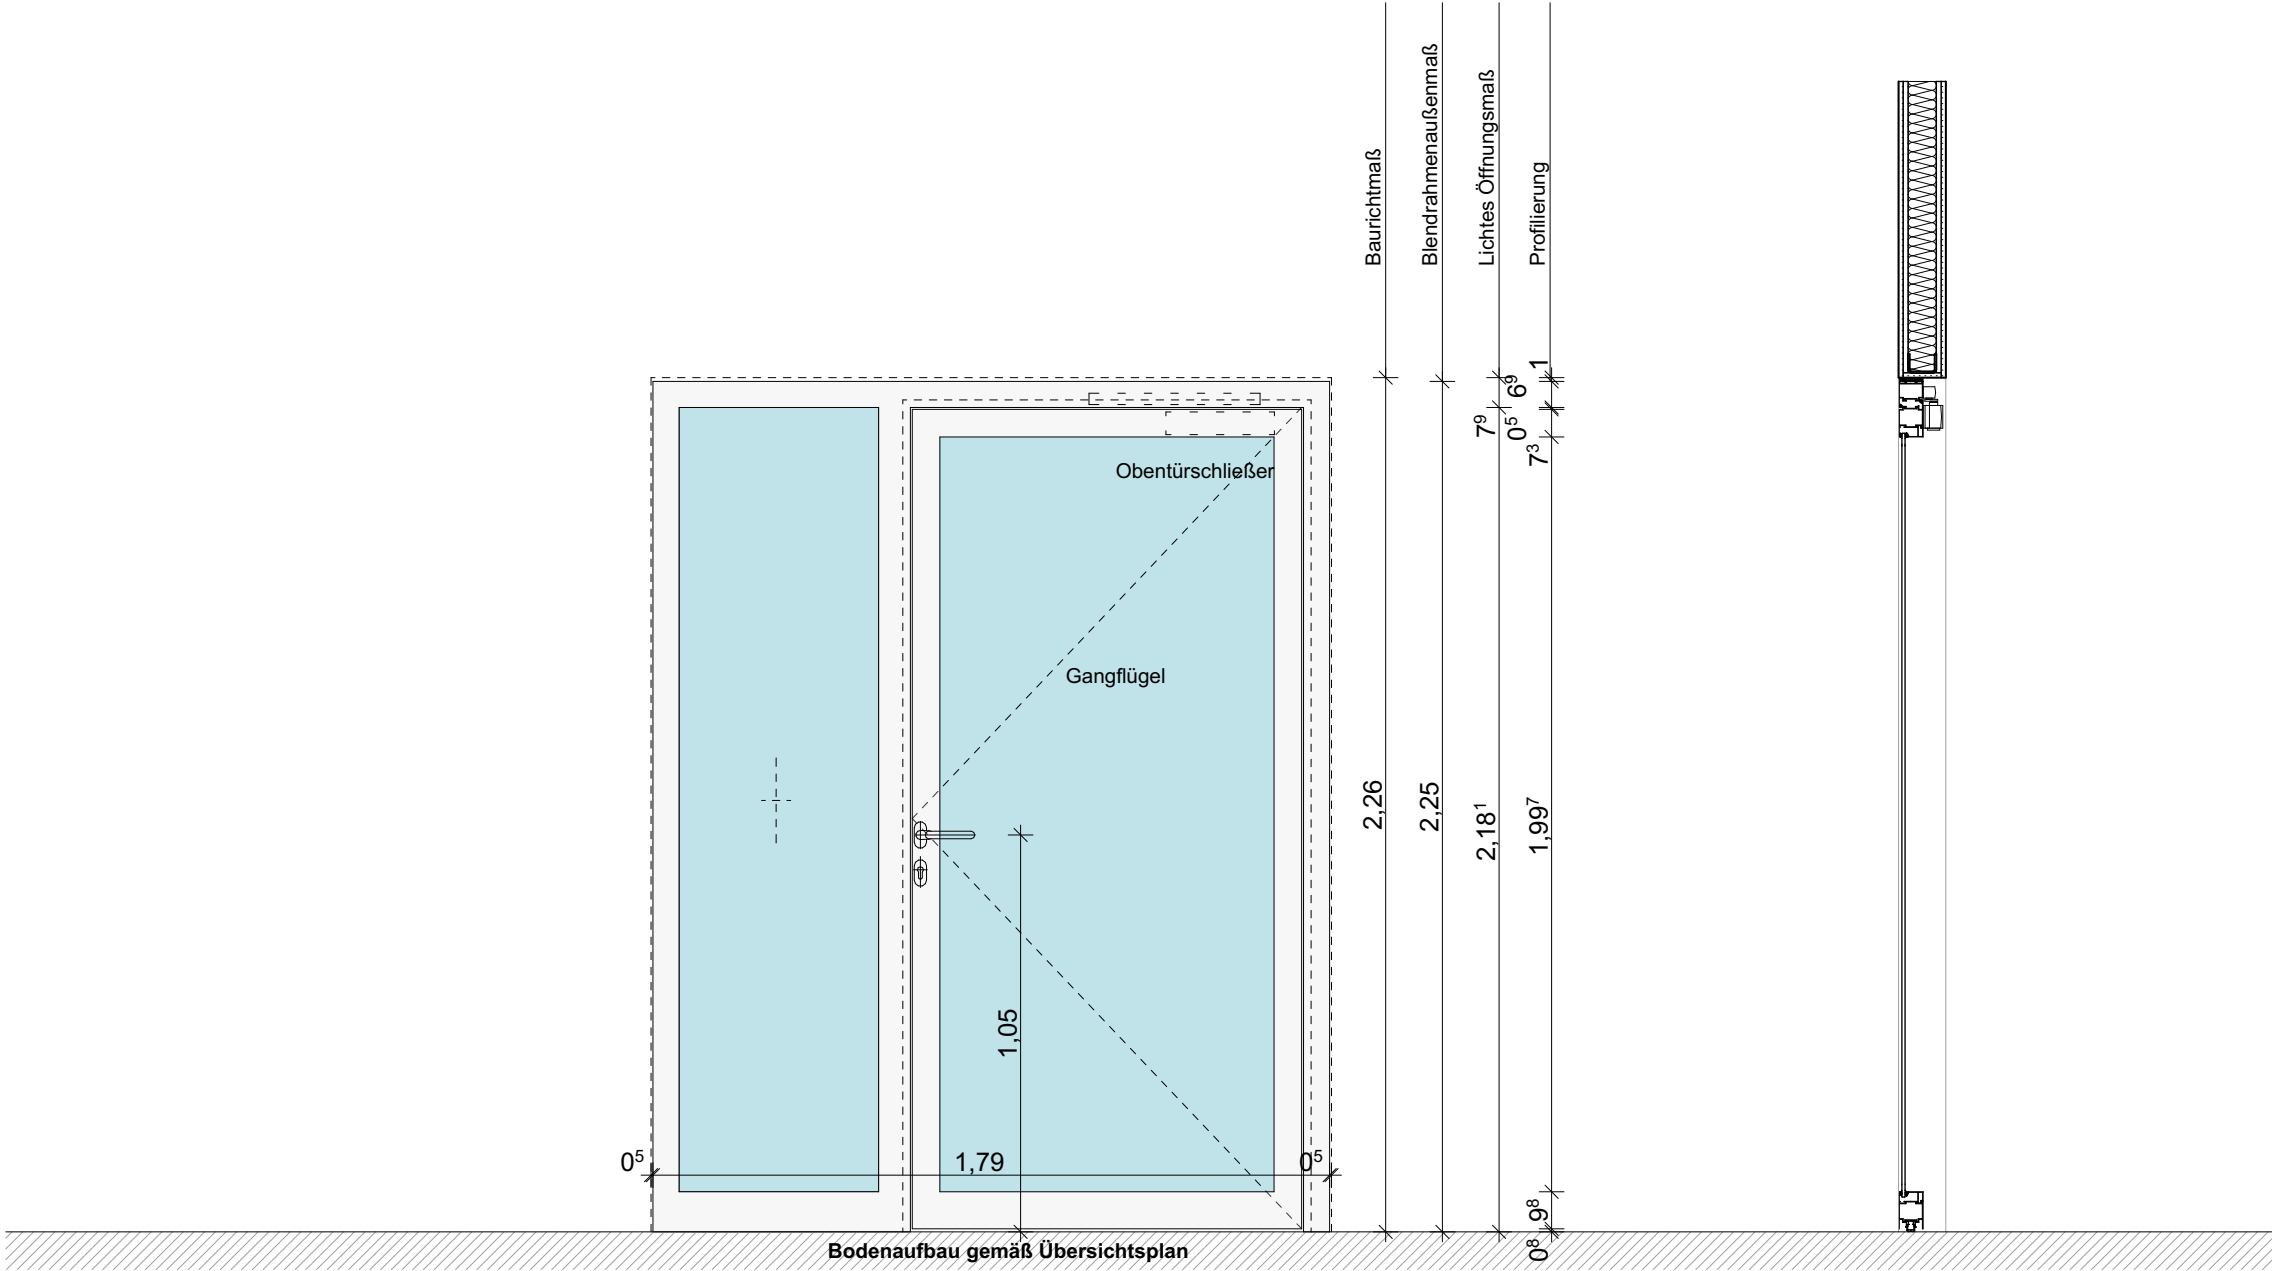 Baurichtmaß
Blendrahmenaußenmaß
Lichtes Öffnungsmaß
Profilierung
1
6⁹
7⁹
0⁵
7³
Obentürschließer
Gangflügel
2,26
2,25
2,18¹
1,99⁷
1,05
0⁵
1,79
0⁵
9⁸
0⁸
Bodenaufbau gemäß Übersichtsplan